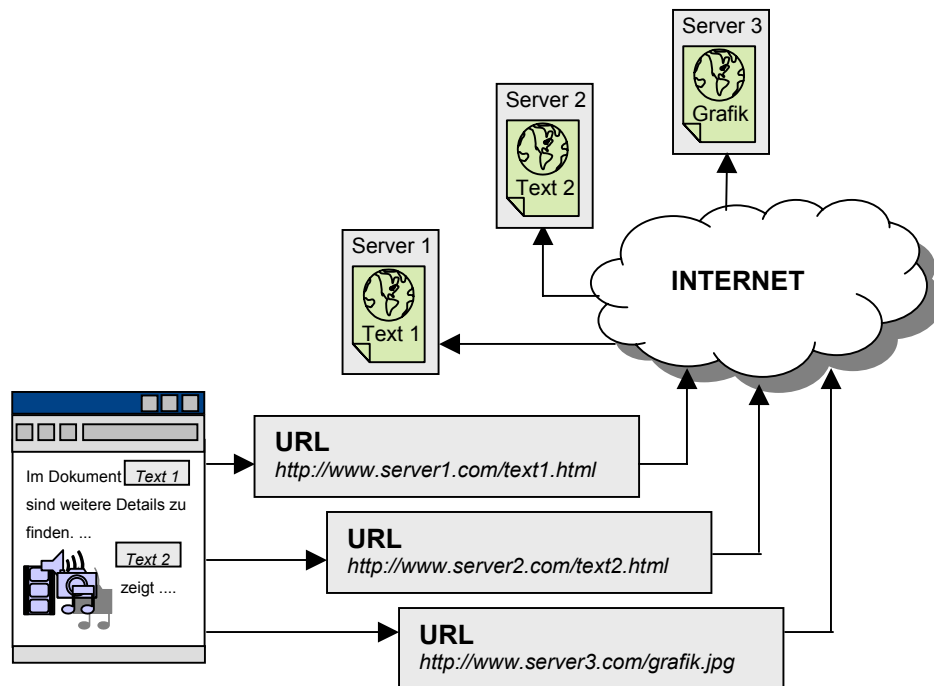 Server 3
Grafik
Server 2
Text 2
Server 1
Text 1
INTERNET
URL
http://www.server1.com/text1.html
Im Dokument Text 1
sind weitere Details zu
finden. ...
Text 2
zeigt ....
URL
http://www.server2.com/text2.html
URL
http://www.server3.com/grafik.jpg